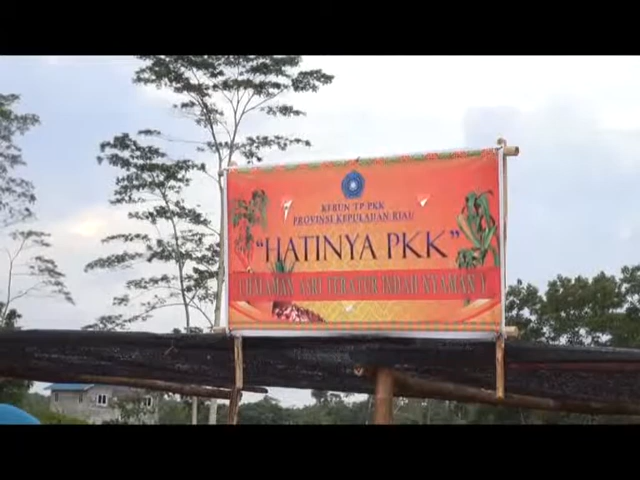 KEBUN TP PKK
PROVINSI KEPULAUAN RIAU
"HATINYA PKK"
HALAMAN ASRI TERATUR INDAH NYAMAN